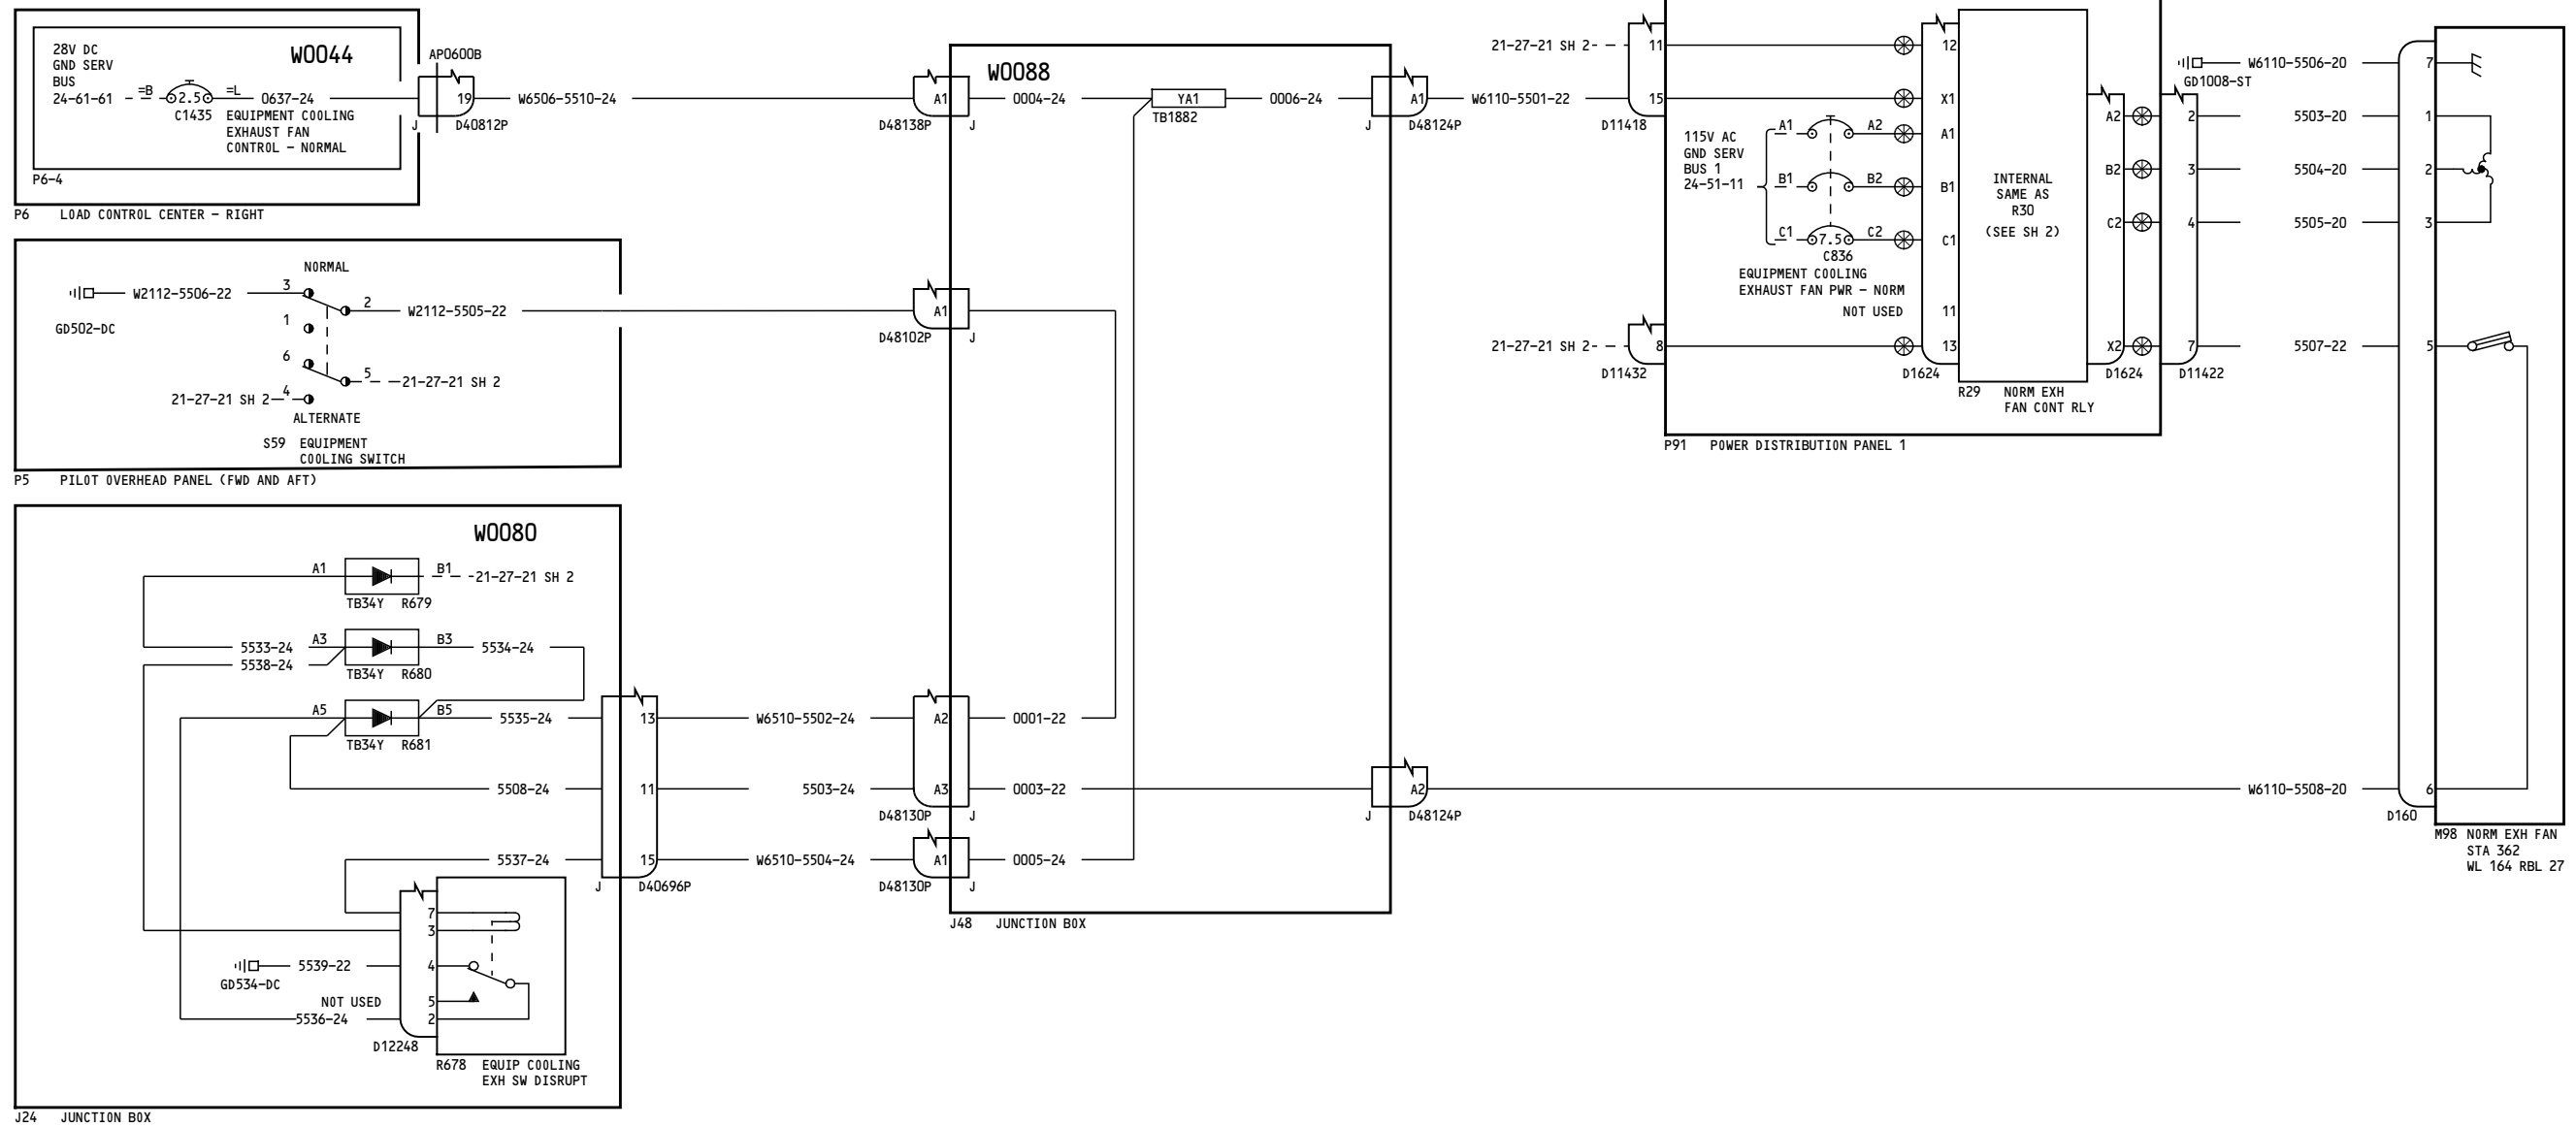 28V DC
GND SERV
BUS
24-61-61
=B
2.5
=L
0637-24
C1435
EQUIPMENT COOLING
EXHAUST FAN
CONTROL - NORMAL
W0044
P6-4
P6 LOAD CONTROL CENTER - RIGHT
AP0600B
19
J
D40812P
W6506-5510-24
NORMAL
3
W2112-5506-22
GD502-DC
2
W2112-5505-22
1
6
5
21-27-21 SH 2
21-27-21 SH 2
4
ALTERNATE
S59 EQUIPMENT
COOLING SWITCH
P5 PILOT OVERHEAD PANEL (FWD AND AFT)
W0080
A1
B1
21-27-21 SH 2
TB34Y R679
5533-24
A3
B3
5534-24
5538-24
TB34Y R680
A5
B5
5535-24
TB34Y R681
5508-24
5537-24
13
11
15
J
D40696P
7
3
GD534-DC
5539-22
4
NOT USED
5
5536-24
2
D12248
R678 EQUIP COOLING
EXH SW DISRUPT
J24 JUNCTION BOX
W6510-5502-24
5503-24
W6510-5504-24
W0088
A1
D48138P
J
0004-24
YA1
TB1882
0006-24
A1
J
D48124P
A1
D48102P
J
A2
0001-22
A3
0003-22
D48130P
J
A1
0005-24
D48130P
J
A2
J
D48124P
J48 JUNCTION BOX
W6110-5501-22
21-27-21 SH 2
11
15
D11418
115V AC
GND SERV
BUS 1
24-51-11
A1
A2
B1
B2
C1
C2
7.5
C836
EQUIPMENT COOLING
EXHAUST FAN PWR - NORM
NOT USED
21-27-21 SH 2
8
D11432
12
X1
A1
B1
C1
11
13
D1624
INTERNAL
SAME AS
R30
(SEE SH 2)
R29 NORM EXH
FAN CONT RLY
A2
B2
C2
X2
D1624
2
3
4
7
D11422
P91 POWER DISTRIBUTION PANEL 1
GD1008-ST
W6110-5506-20
5503-20
5504-20
5505-20
5507-22
W6110-5508-20
7
1
2
3
5
6
D160
M98 NORM EXH FAN
STA 362
WL 164 RBL 27